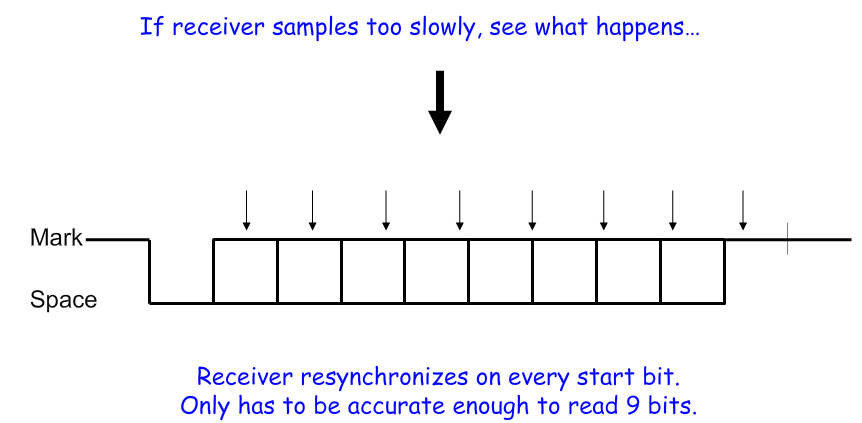 If receiver samples too slowly, see what happens…
Mark
Space
Receiver resynchronizes on every start bit.
Only has to be accurate enough to read 9 bits.